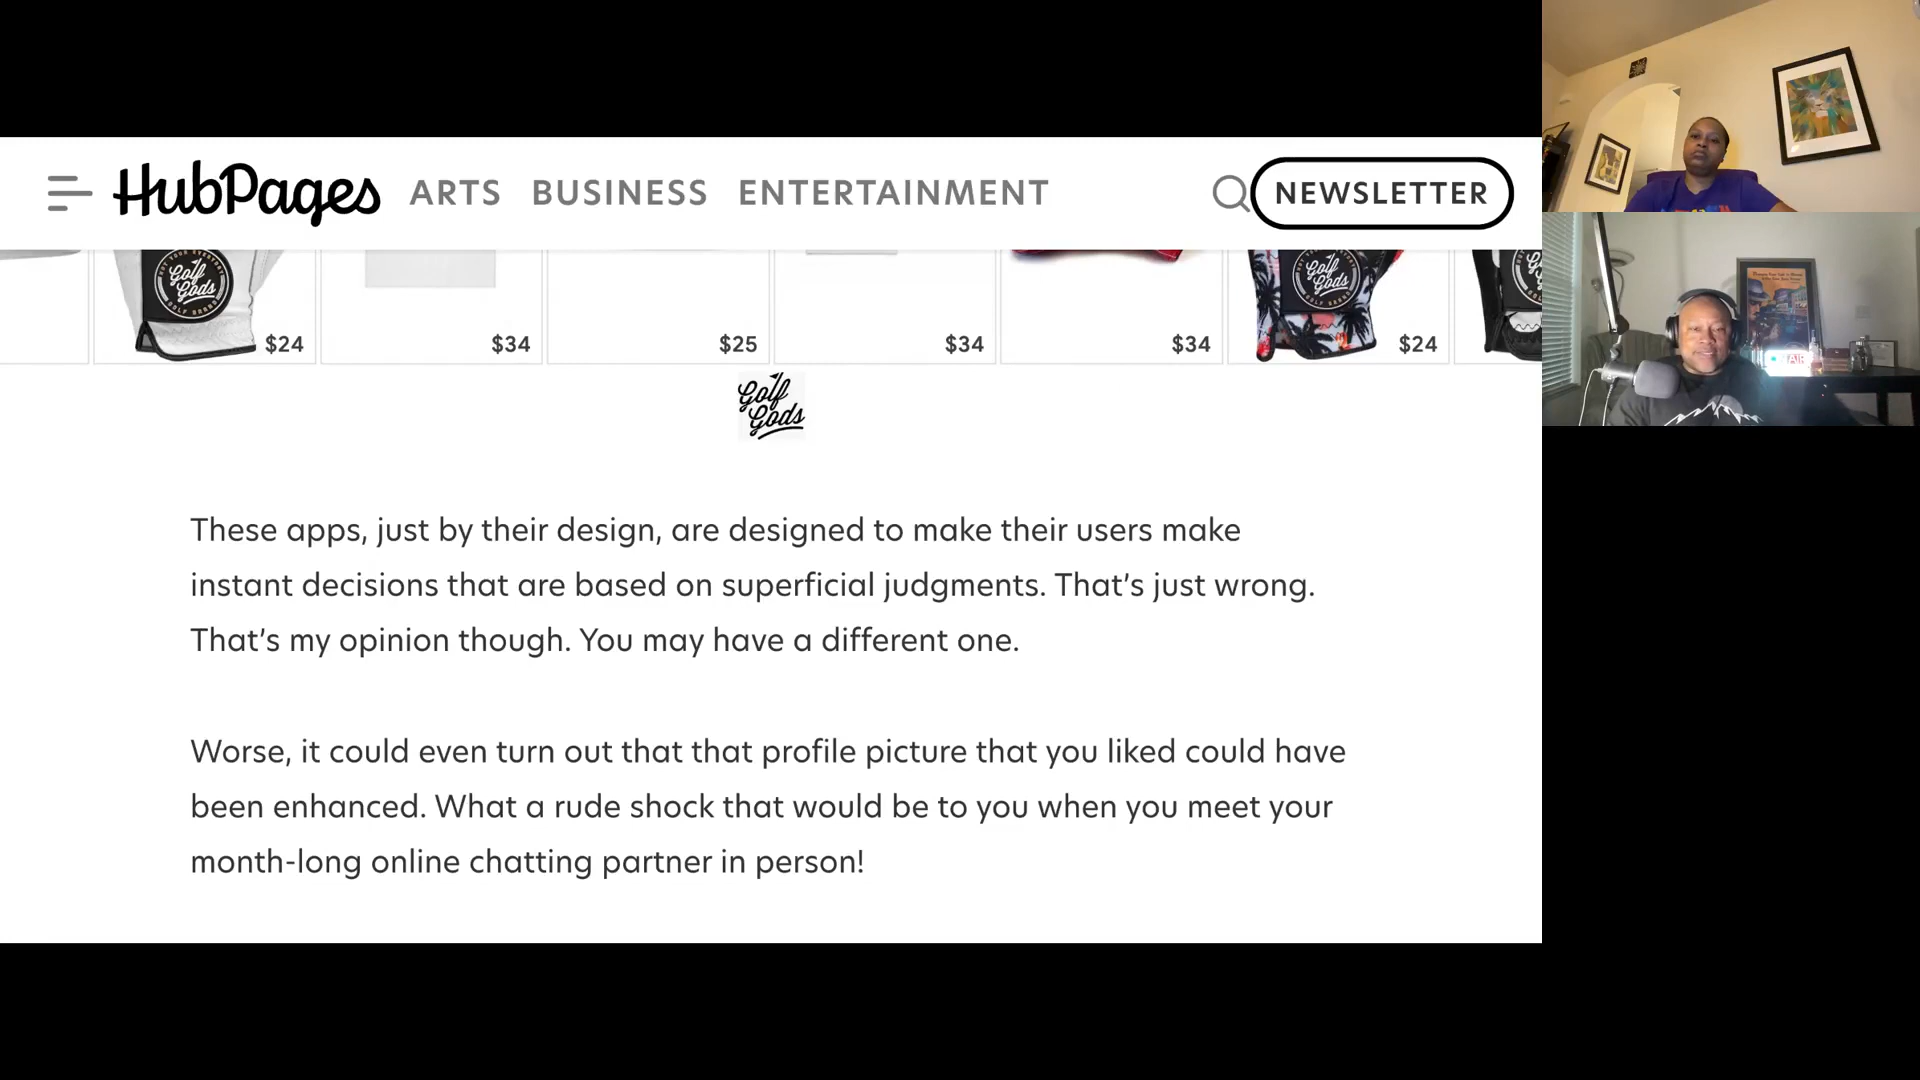 HubPages ARTS BUSINESS ENTERTAINMENT NEWSLETTER
Golf Gods
Golf Gods
$24 $34 $25 $34 $34 $24
Golf Gods
These apps, just by their design, are designed to make their users make
instant decisions that are based on superficial judgments. That’s just wrong.
That’s my opinion though. You may have a different one.
Worse, it could even turn out that that profile picture that you liked could have
been enhanced. What a rude shock that would be to you when you meet your
month-long online chatting partner in person!